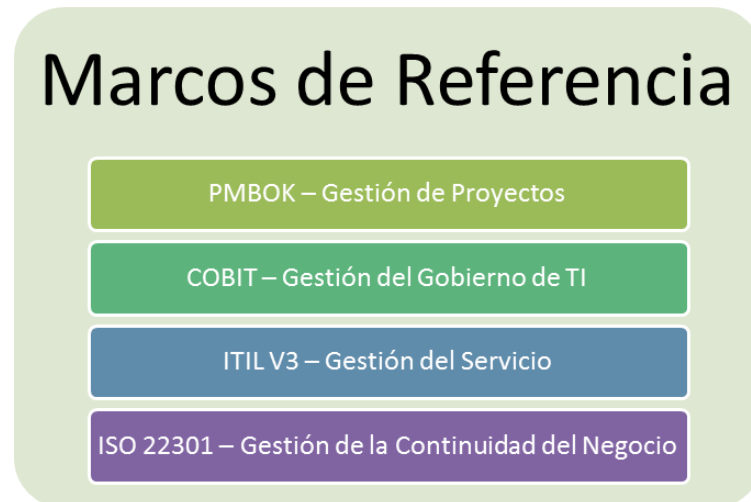 Marcos de Referencia
PMBOK – Gestión de Proyectos
COBIT – Gestión del Gobierno de TI
ITIL V3 – Gestión del Servicio
ISO 22301 – Gestión de la Continuidad del Negocio